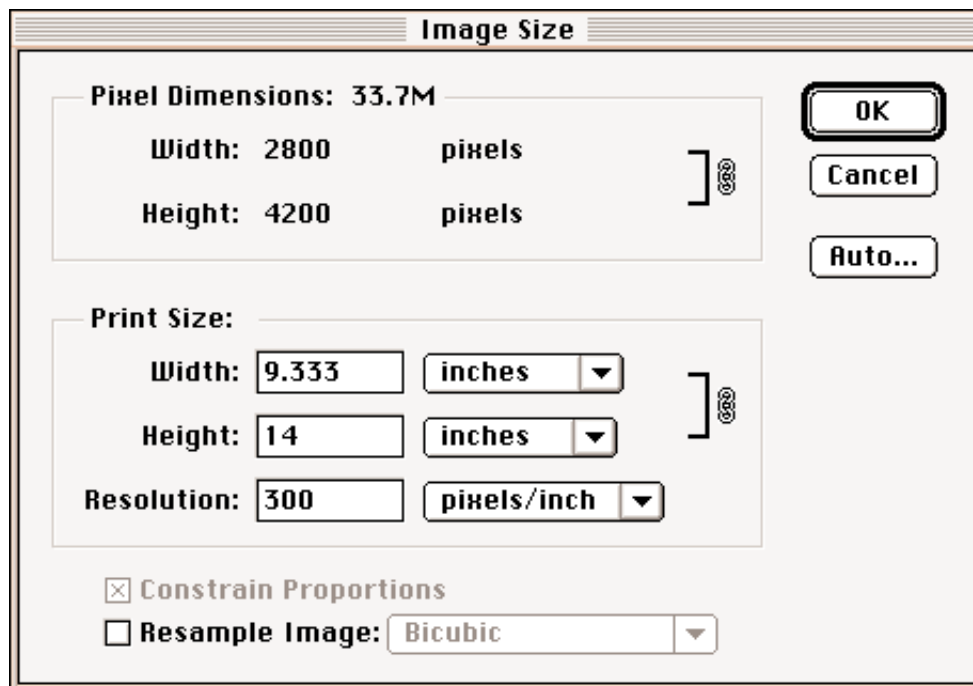 Image Size
Pixel Dimensions: 33.7M
Width: 2800 pixels
Height: 4200 pixels
OK
Cancel
Auto...
Print Size:
Width: 9.333 inches
Height: 14 inches
Resolution: 300 pixels/inch
Constrain Proportions
Resample Image: Bicubic